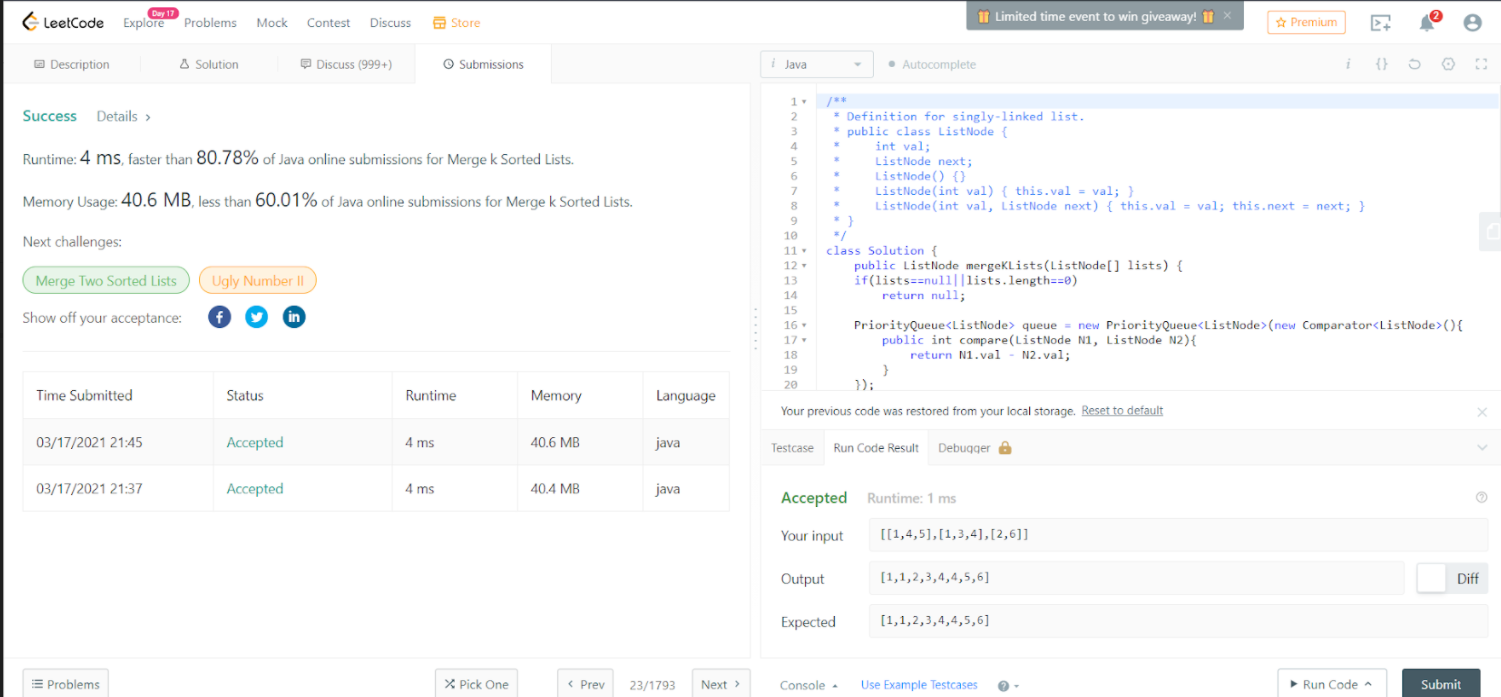 LeetCode Explore Day 17 Problems Mock Contest Discuss Store
Limited time event to win giveaway! ×
Premium 2
Description Solution Discuss (999+) Submissions
Success Details >
Runtime: 4 ms, faster than 80.78% of Java online submissions for Merge k Sorted Lists.
Memory Usage: 40.6 MB, less than 60.01% of Java online submissions for Merge k Sorted Lists.
Next challenges:
Merge Two Sorted Lists Ugly Number II
Show off your acceptance:
Time Submitted Status Runtime Memory Language
03/17/2021 21:45 Accepted 4 ms 40.6 MB java
03/17/2021 21:37 Accepted 4 ms 40.4 MB java
Problems Pick One < Prev 23/1793 Next >
i Java Autocomplete i {}
1 /**
2 * Definition for singly-linked list.
3 * public class ListNode {
4 *     int val;
5 *     ListNode next;
6 *     ListNode() {}
7 *     ListNode(int val) { this.val = val; }
8 *     ListNode(int val, ListNode next) { this.val = val; this.next = next; }
9 * }
10 */
11 class Solution {
12     public ListNode mergeKLists(ListNode[] lists) {
13     if(lists==null||lists.length==0)
14         return null;
15
16     PriorityQueue<ListNode> queue = new PriorityQueue<ListNode>(new Comparator<ListNode>(){
17         public int compare(ListNode N1, ListNode N2){
18             return N1.val - N2.val;
19         }
20     });
Your previous code was restored from your local storage. Reset to default ×
Testcase Run Code Result Debugger
Accepted Runtime: 1 ms
Your input [[1,4,5],[1,3,4],[2,6]]
Output [1,1,2,3,4,4,5,6] Diff
Expected [1,1,2,3,4,4,5,6]
Console Use Example Testcases Run Code Submit